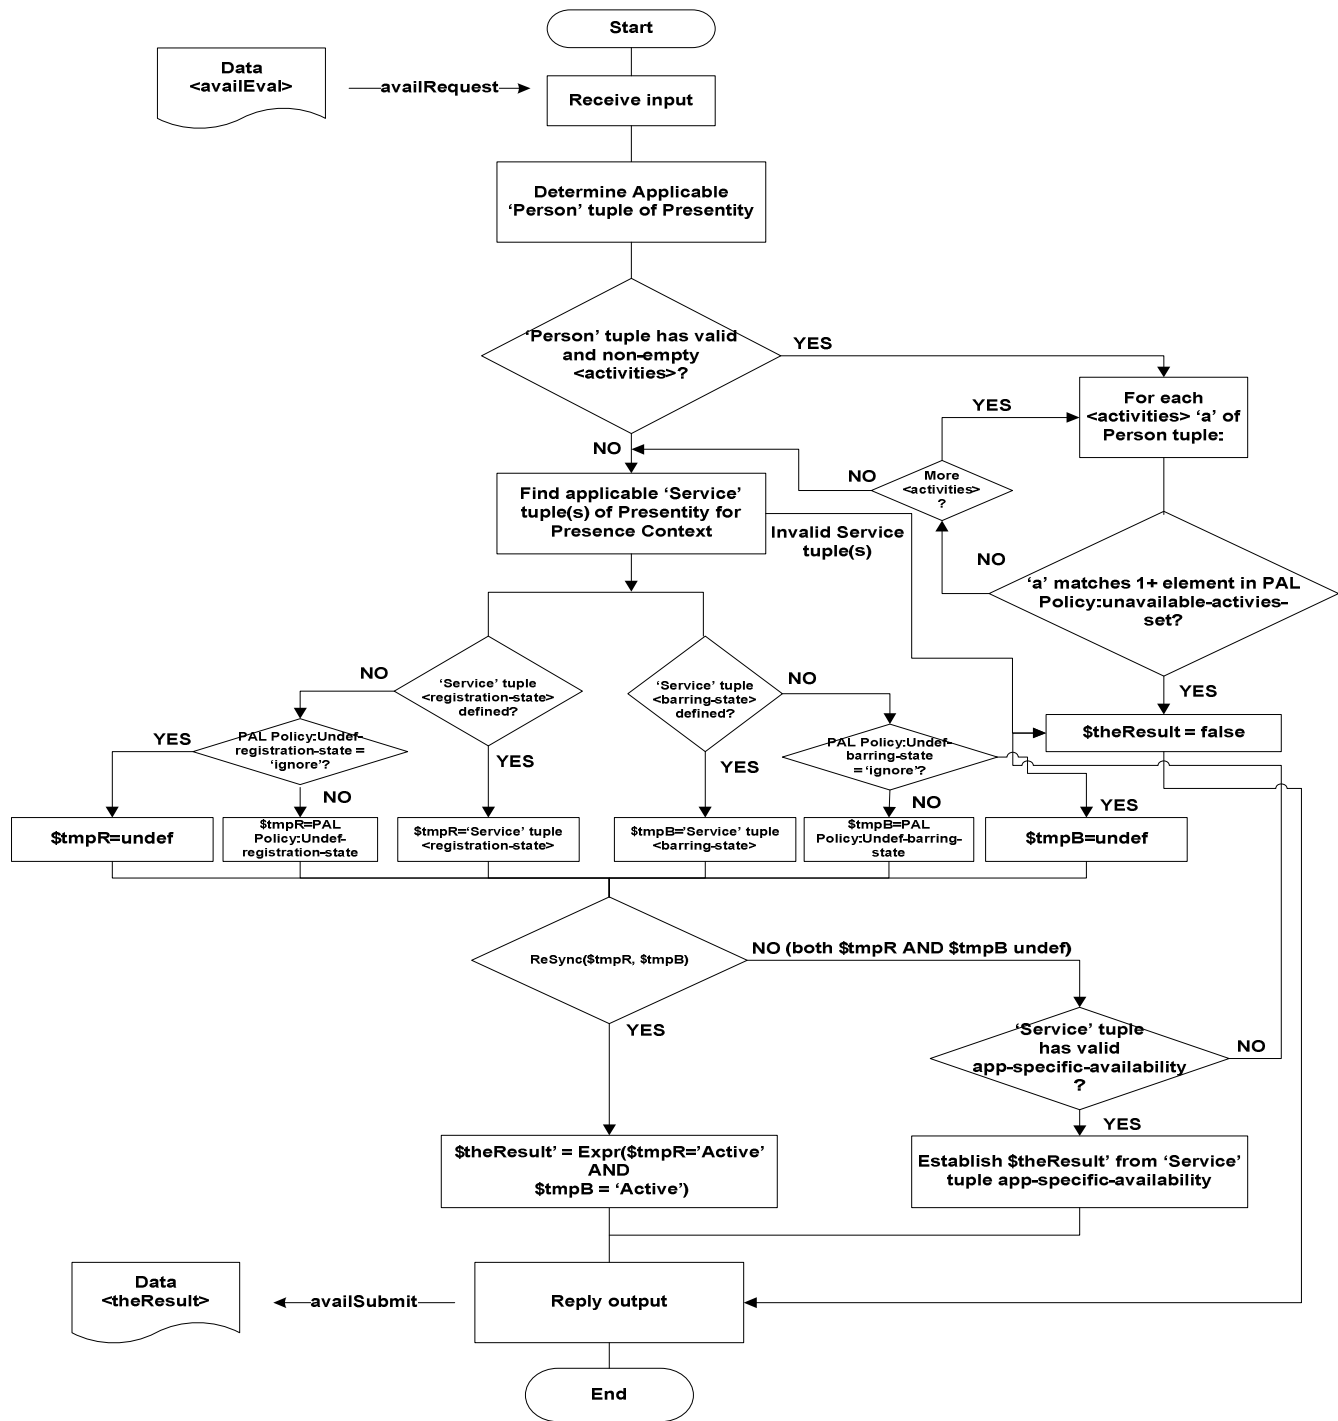 Start
Data
<availEval>
availRequest
Receive input
Determine Applicable
‘Person’ tuple of Presentity
‘Person’ tuple has valid
and non-empty
<activities>?
YES
For each
<activities> ‘a’ of
Person tuple:
YES
NO
NO
More
<activities>
?
Find applicable ‘Service’
tuple(s) of Presentity for
Presence Context
Invalid Service
tuple(s)
NO
‘a’ matches 1+ element in PAL
Policy:unavailable-activies-
set?
YES
NO
‘Service’ tuple
<registration-state>
defined?
‘Service’ tuple
<barring-state>
defined?
NO
$theResult = false
YES
PAL Policy:Undef-
registration-state =
‘ignore’?
YES
YES
PAL Policy:Undef-
barring-state
= ‘ignore’?
NO
NO
YES
$tmpR=undef
$tmpR=PAL
Policy:Undef-
registration-state
$tmpR=‘Service’ tuple
<registration-state>
$tmpB=’Service’ tuple
<barring-state>
$tmpB=PAL
Policy:Undef-barring-
state
$tmpB=undef
ReSync($tmpR, $tmpB)
NO (both $tmpR AND $tmpB undef)
YES
‘Service’ tuple
has valid
app-specific-availability
?
NO
YES
$theResult’ = Expr($tmpR=’Active’
AND
$tmpB = ‘Active’)
Establish $theResult’ from ‘Service’
tuple app-specific-availability
Data
<theResult>
availSubmit
Reply output
End